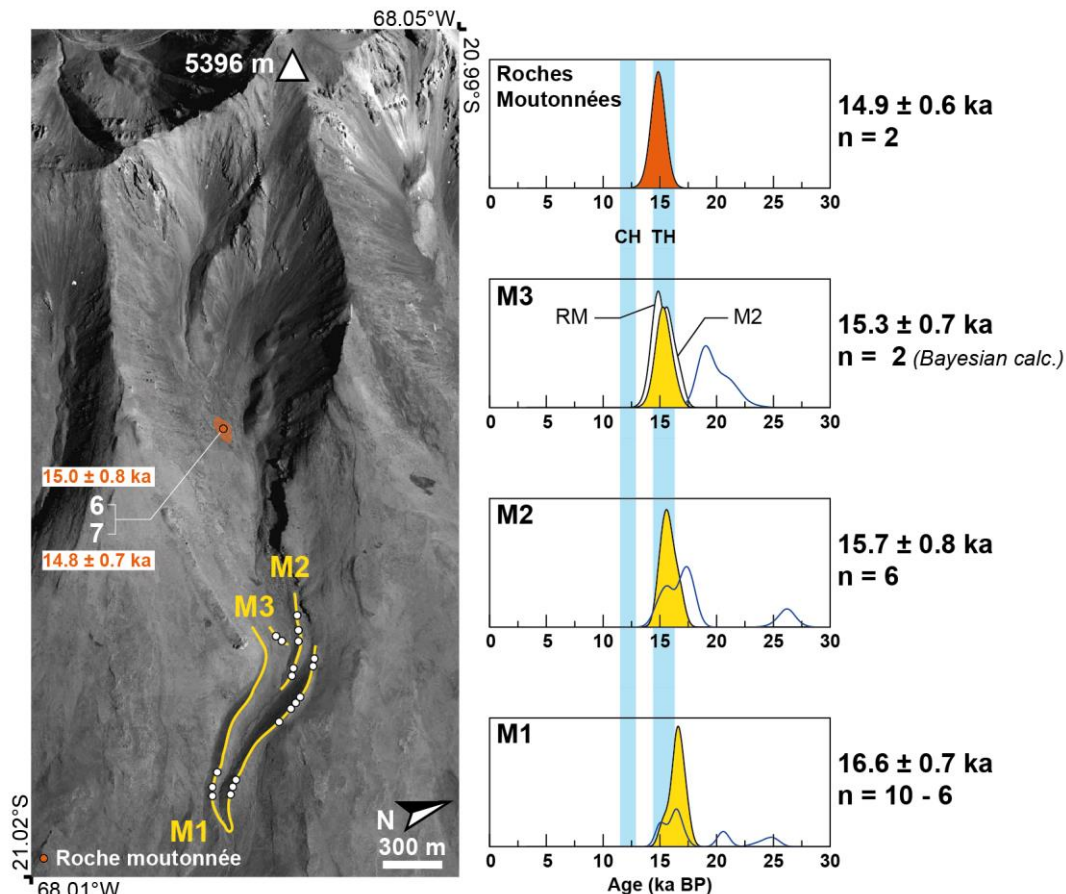 68.05°W
20.99°S
5396 m
15.0 ± 0.8 ka
6
7
14.8 ± 0.7 ka
M2
M3
M1
N
300 m
Roche moutonnée
21.02°S
68.01°W
Roches
Moutonnées
14.9 ± 0.6 ka
n = 2
0 5 10 15 20 25 30
CH TH
M3
RM
M2
15.3 ± 0.7 ka
n = 2 (Bayesian calc.)
0 5 10 15 20 25 30
M2
15.7 ± 0.8 ka
n = 6
0 5 10 15 20 25 30
M1
16.6 ± 0.7 ka
n = 10 - 6
0 5 10 15 20 25 30
Age (ka BP)